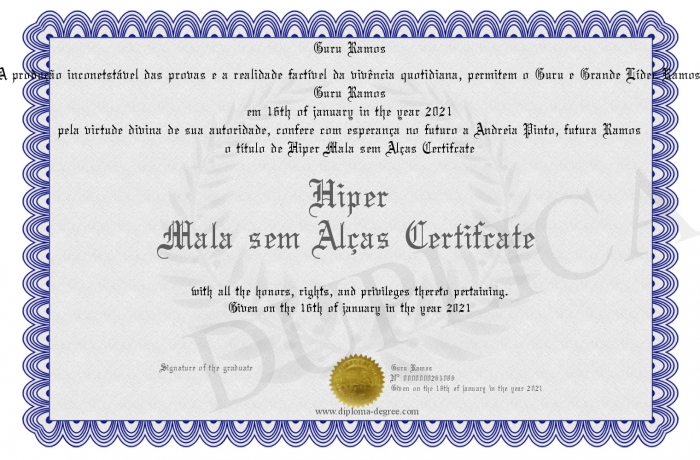 Guru Ramos
A produção inconetstável das provas e a realidade factível da vivência quotidiana, permitem o Guru e Grande Líder Ramos
Guru Ramos
em 16th of january in the year 2021
pela virtude divina de sua autoridade, confere com esperança no futuro a Andreia Pinto, futura Ramos
o título de Hiper Mala sem Alças Certifcate
Hiper
Mala sem Alças Certifcate
with all the honors, rights, and privileges thereto pertaining.
Given on the 16th of january in the year 2021
Signature of the graduate
Guru Ramos
Nº
Given on the 16th of january in the year 2021
www.diploma-degree.com
DUPLICA